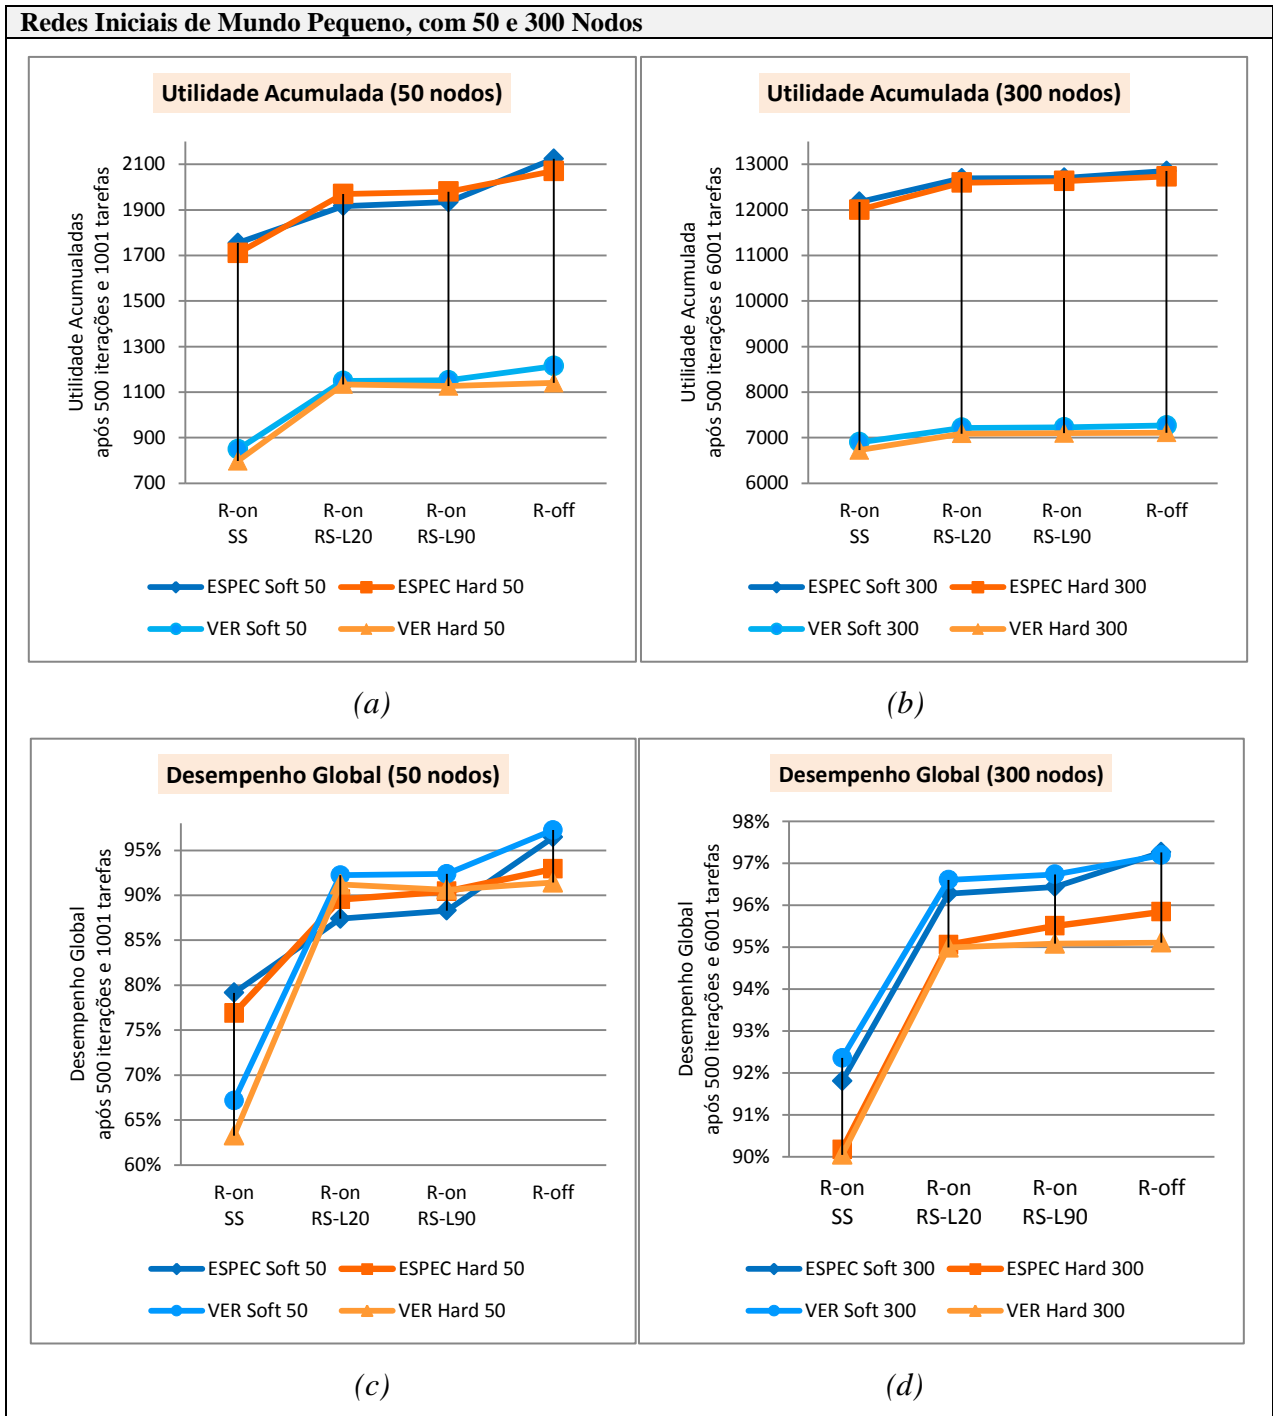 Redes Iniciais de Mundo Pequeno, com 50 e 300 Nodos
Utilidade Acumulada (50 nodos)
Utilidade Acumualadas
após 500 iterações e 1001 tarefas
2100
1900
1700
1500
1300
1100
900
700
R-on
SS
R-on
RS-L20
R-on
RS-L90
R-off
ESPEC Soft 50
ESPEC Hard 50
VER Soft 50
VER Hard 50
(a)
Utilidade Acumulada (300 nodos)
Utilidade Acumulada
após 500 iterações e 6001 tarefas
13000
12000
11000
10000
9000
8000
7000
6000
R-on
SS
R-on
RS-L20
R-on
RS-L90
R-off
ESPEC Soft 300
ESPEC Hard 300
VER Soft 300
VER Hard 300
(b)
Desempenho Global (50 nodos)
Desempenho Global
após 500 iterações e 1001 tarefas
95%
90%
85%
80%
75%
70%
65%
60%
R-on
SS
R-on
RS-L20
R-on
RS-L90
R-off
ESPEC Soft 50
ESPEC Hard 50
VER Soft 50
VER Hard 50
(c)
Desempenho Global (300 nodos)
Desempenho Global
após 500 iterações e 6001 tarefas
98%
97%
96%
95%
94%
93%
92%
91%
90%
R-on
SS
R-on
RS-L20
R-on
RS-L90
R-off
ESPEC Soft 300
ESPEC Hard 300
VER Soft 300
VER Hard 300
(d)